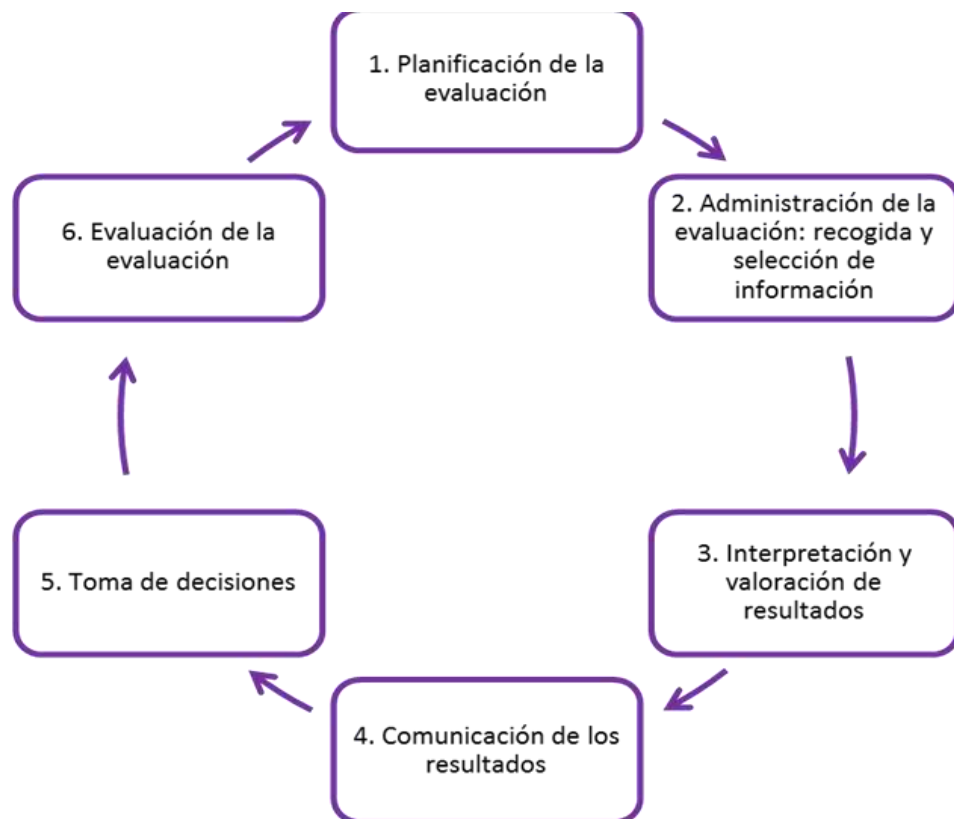 1. Planificación de la
evaluación
2. Administración de la
evaluación: recogida y
selección de
información
3. Interpretación y
valoración de
resultados
4. Comunicación de los
resultados
5. Toma de decisiones
6. Evaluación de la
evaluación